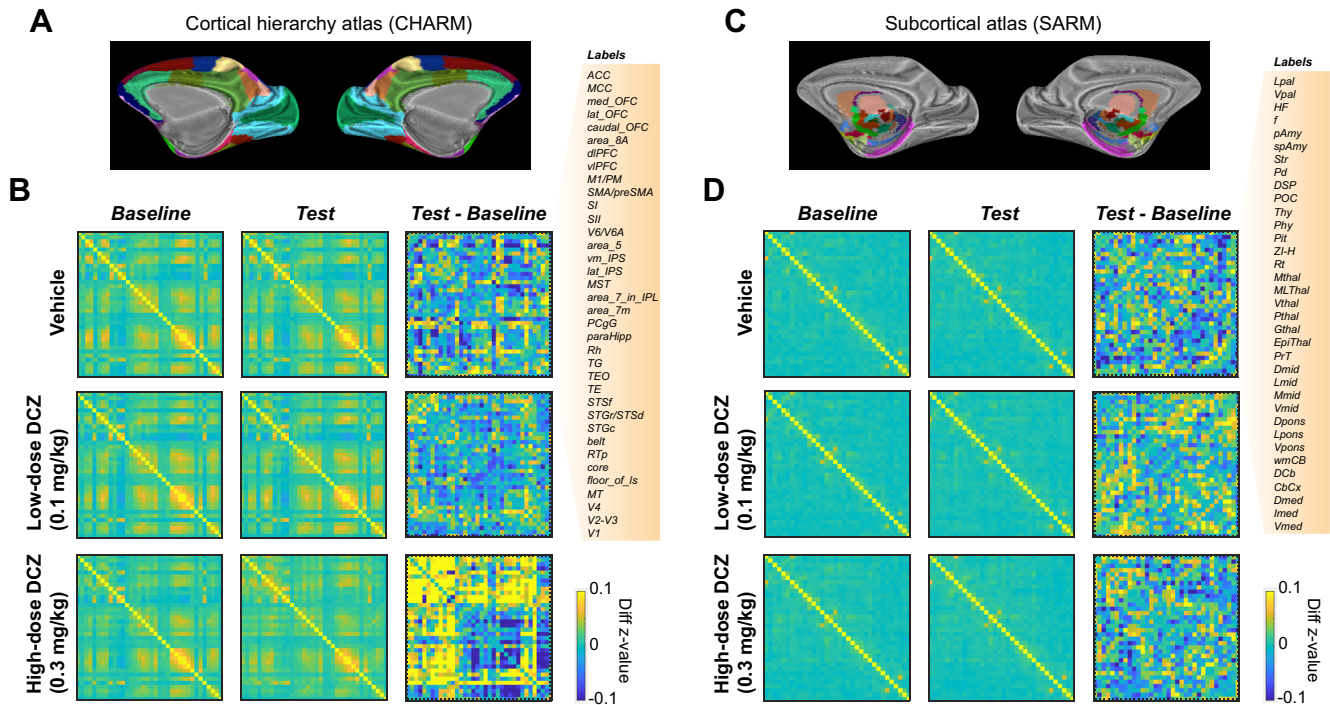 A
Cortical hierarchy atlas (CHARM)
Labels
ACC
MCC
med_OFC
lat_OFC
caudal_OFC
area_8A
dlPFC
vlPFC
M1/PM
SMA/preSMA
SI
SII
V6/V6A
area_5
vm_IPS
lat_IPS
MST
area_7_in_IPL
area_7m
PCgG
paraHipp
Rh
TG
TEO
TE
STSf
STGr/STSd
STGc
belt
RTp
core
floor_of_ls
MT
V4
V2-V3
V1
B
Baseline
Test
Test - Baseline
Vehicle
Low-dose DCZ
(0.1 mg/kg)
High-dose DCZ
(0.3 mg/kg)
0.1
0
-0.1
Diff z-value
C
Subcortical atlas (SARM)
Labels
Lpal
Vpal
HF
f
pAmy
spAmy
Str
Pd
DSP
POC
Thy
Phy
Pit
ZI-H
Rt
Mthal
MLThal
Vthal
Pthal
Gthal
EpiThal
PrT
Dmid
Lmid
Mmid
Vmid
Dpons
Lpons
Vpons
wmCB
DCb
CbCx
Dmed
Imed
Vmed
D
Baseline
Test
Test - Baseline
Vehicle
Low-dose DCZ
(0.1 mg/kg)
High-dose DCZ
(0.3 mg/kg)
0.1
0
-0.1
Diff z-value